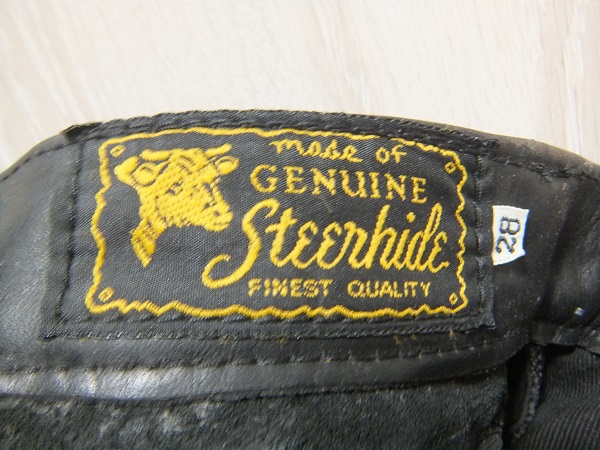 made of
GENUINE
Steerhide
FINEST QUALITY
28